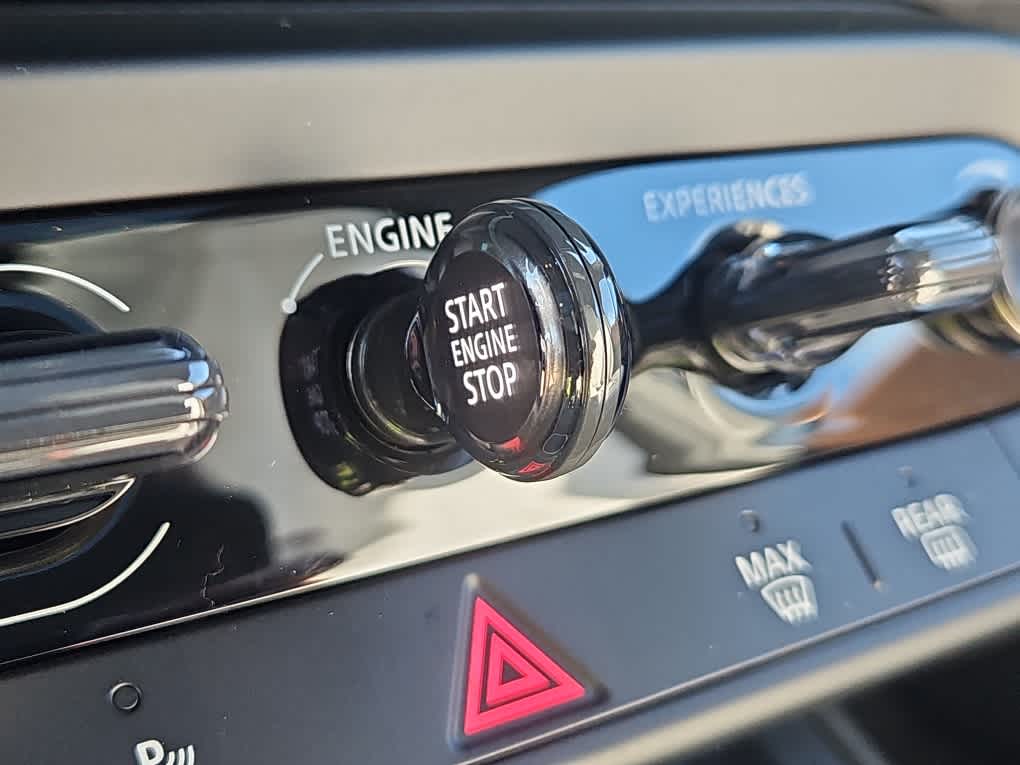 ENGINE
EXPERIENCES
START
ENGINE
STOP
MAX
REAR
P